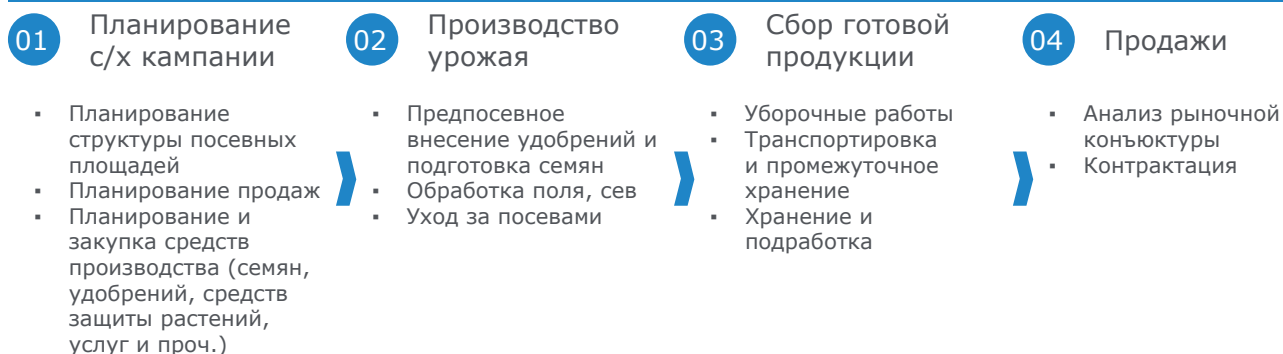 01
Планирование
с/х кампании
▪ Планирование
структуры посевных
площадей
▪ Планирование продаж
▪ Планирование и
закупка средств
производства (семян,
удобрений, средств
защиты растений,
услуг и проч.)
02
Производство
урожая
▪ Предпосевное
внесение удобрений и
подготовка семян
▪ Обработка поля, сев
▪ Уход за посевами
03
Сбор готовой
продукции
▪ Уборочные работы
▪ Транспортировка
и промежуточное
хранение
▪ Хранение и
подработка
04
Продажи
▪ Анализ рыночной
конъюктуры
▪ Контрактация